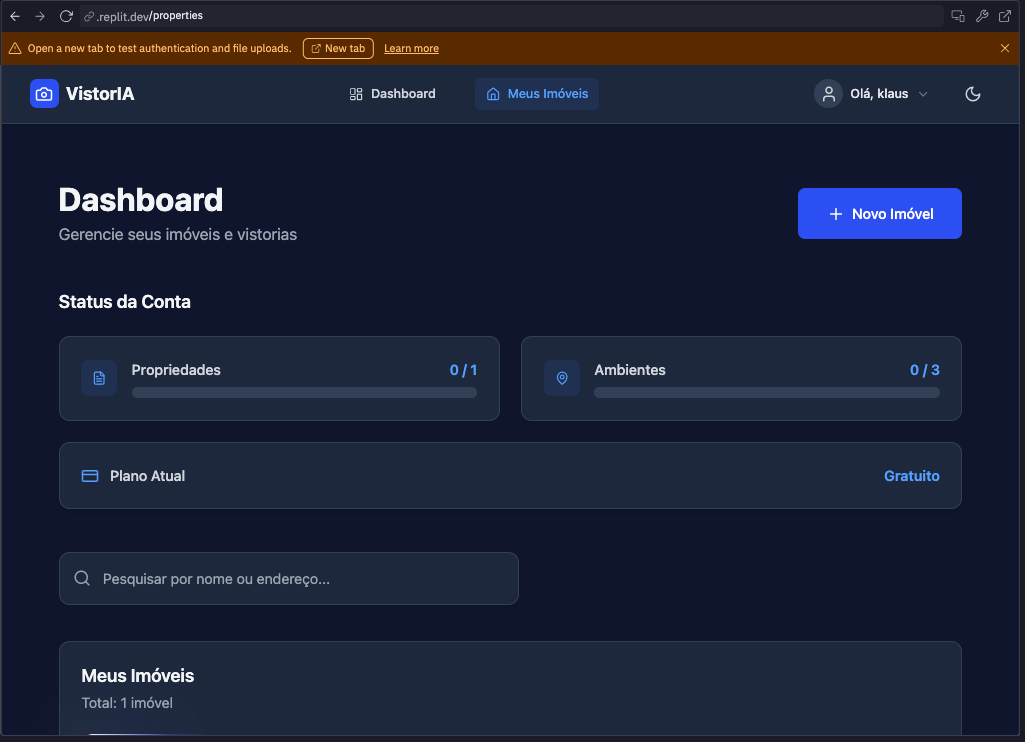 .replit.dev/properties
Open a new tab to test authentication and file uploads. New tab Learn more
VistorIA Dashboard Meus Imóveis Olá, klaus
Dashboard
Gerencie seus imóveis e vistorias
Novo Imóvel
Status da Conta
Propriedades 0 / 1
Ambientes 0 / 3
Plano Atual Gratuito
Pesquisar por nome ou endereço...
Meus Imóveis
Total: 1 imóvel